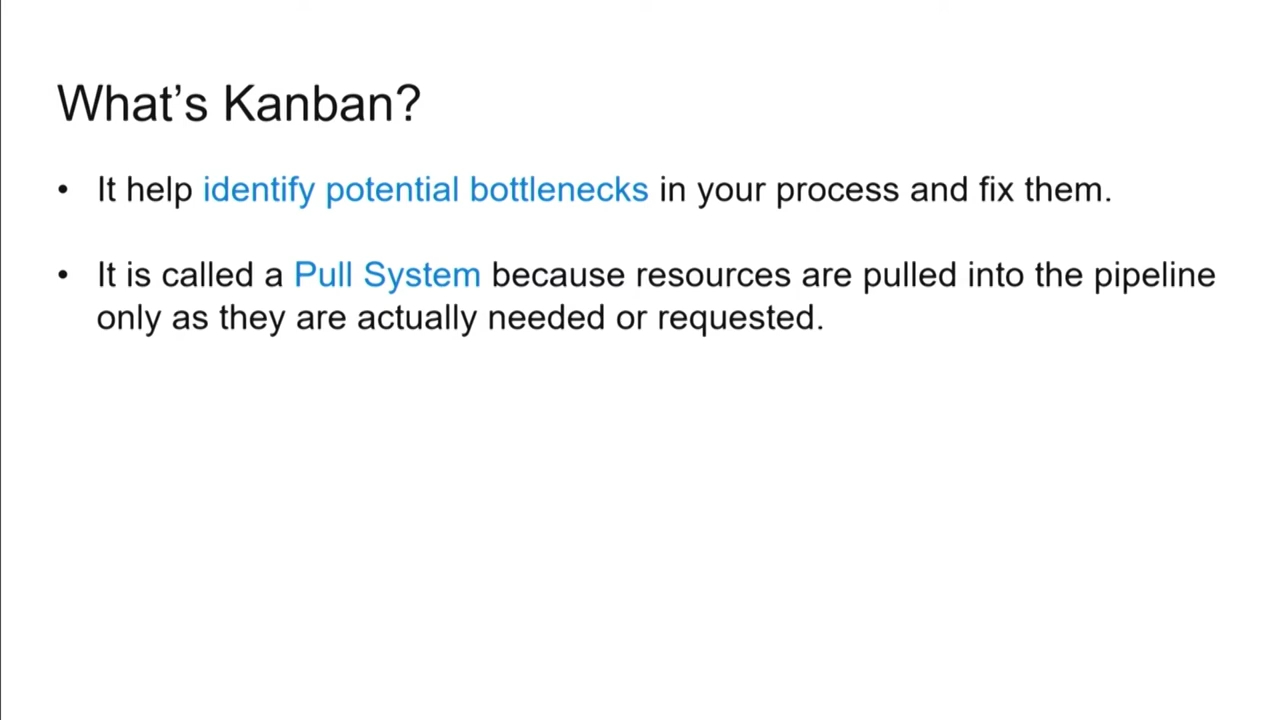 What’s Kanban?
• It help identify potential bottlenecks in your process and fix them.
• It is called a Pull System because resources are pulled into the pipeline
only as they are actually needed or requested.